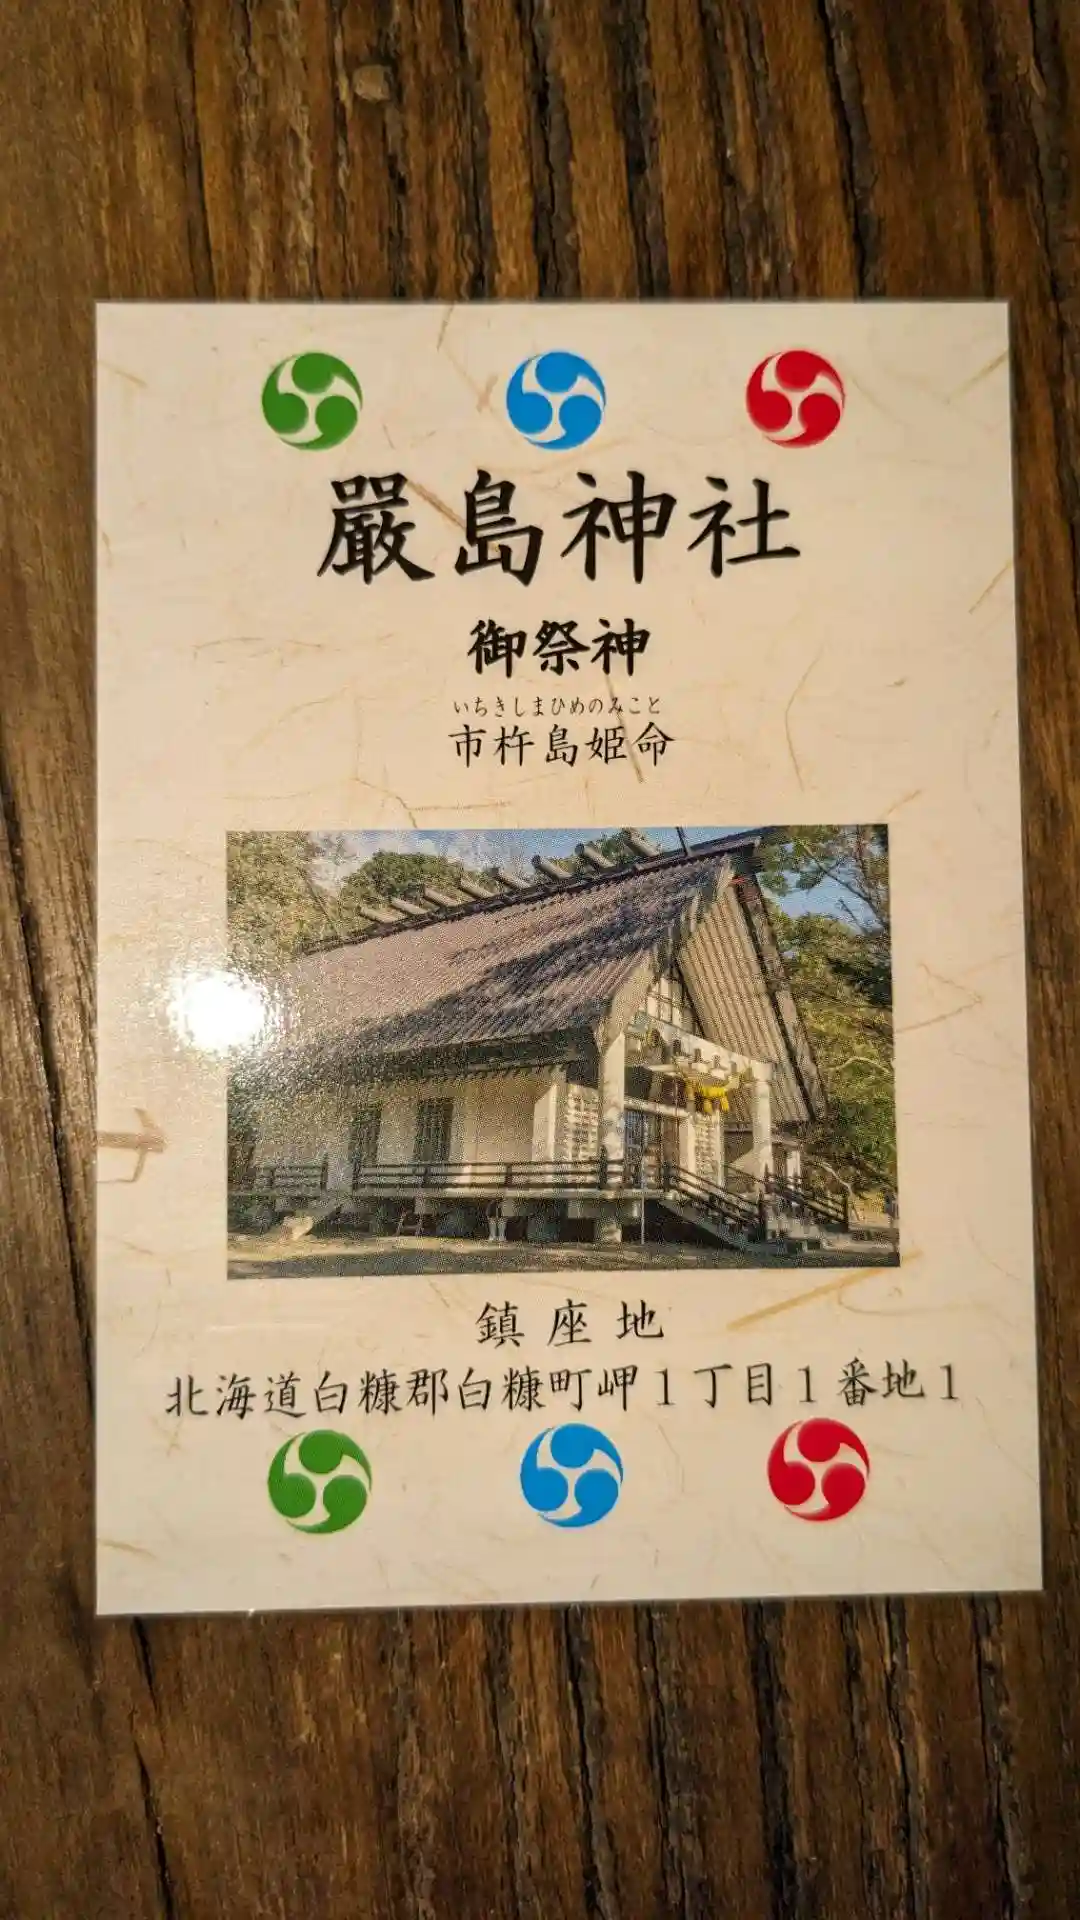 嚴島神社
御祭神
いちきしまひめのみこと
市杵島姫命
鎮座地
北海道白糠郡白糠町岬１丁目１番地１